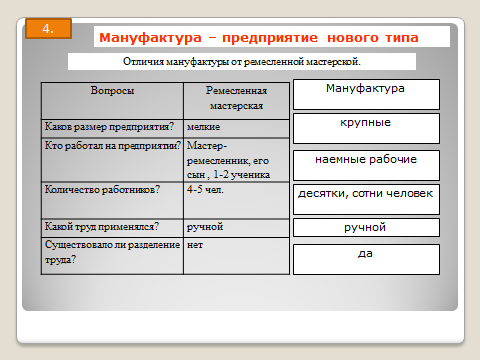 4.
Мануфактура – предприятие нового типа
Отличия мануфактуры от ремесленной мастерской.
Вопросы
Ремесленная
мастерская
Мануфактура
Каков размер предприятия?
мелкие
крупные
Кто работал на предприятии?
Мастер-
ремесленник, его
сын , 1-2 ученика
наемные рабочие
Количество работников?
4-5 чел.
десятки, сотни человек
Какой труд применялся?
ручной
ручной
Существовало ли разделение
труда?
нет
да